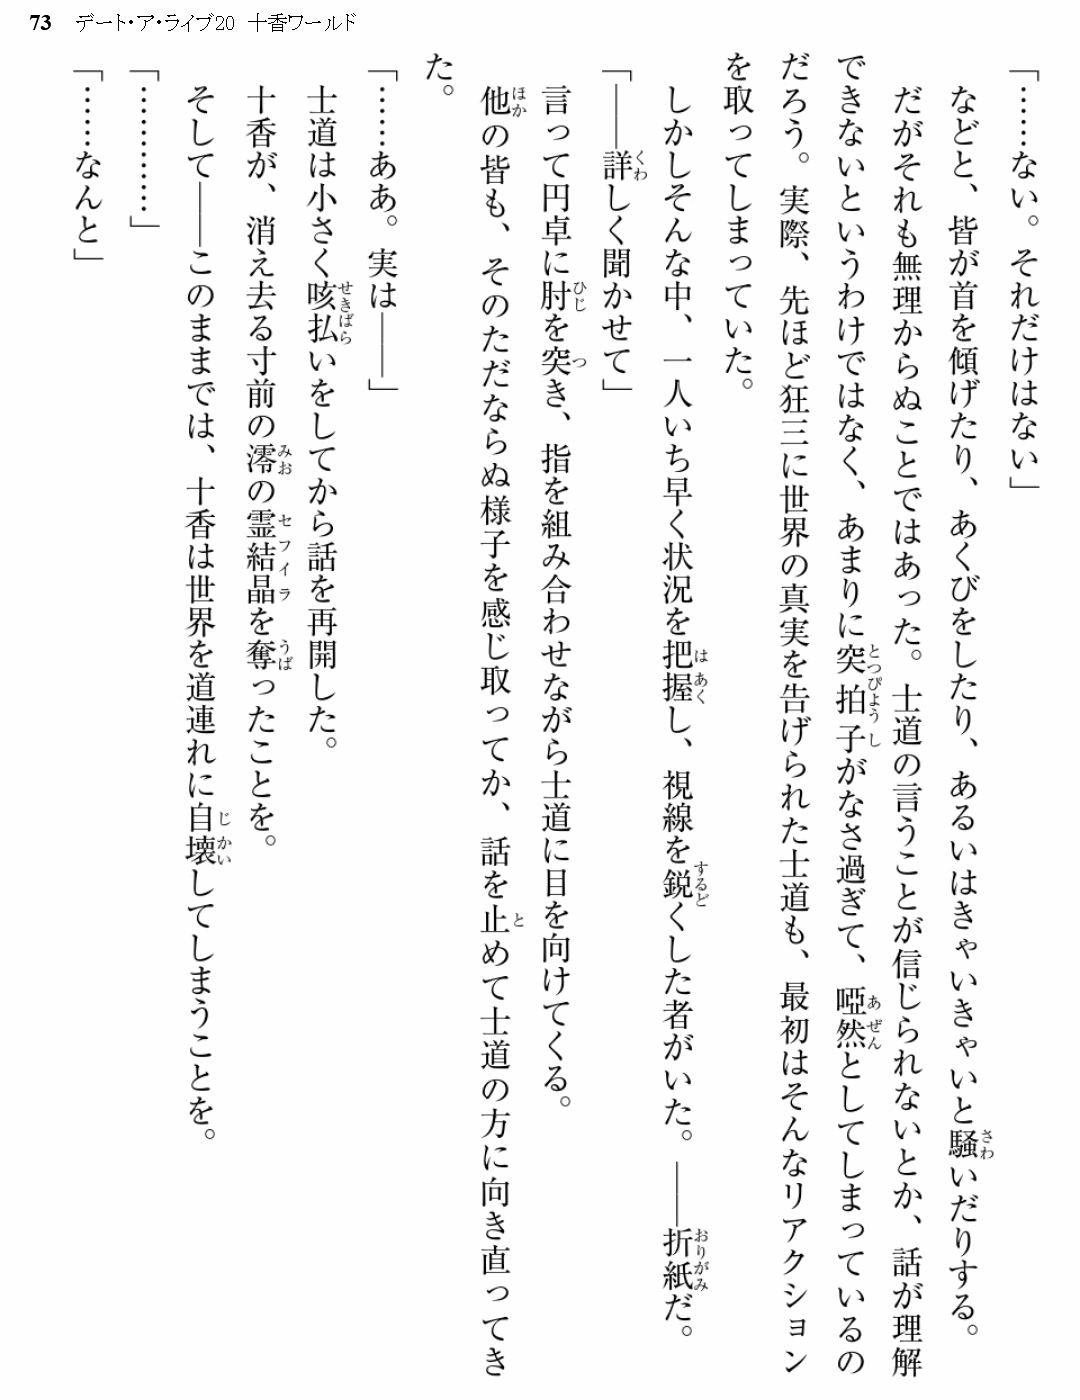 73 デート・ア・ライブ20 十香ワールド
「……ない。それだけはない」
などと、皆が首を傾げたり、あくびをしたり、あるいはきゃいきゃいと騒いだりする。
だがそれも無理からぬことではあった。士道の言うことが信じられないとか、話が理解
できないというわけではなく、あまりに突拍子がなさ過ぎて、啞然としてしまっているの
だろう。実際、先ほど狂三に世界の真実を告げられた士道も、最初はそんなリアクション
を取ってしまっていた。
しかしそんな中、一人いち早く状況を把握し、視線を鋭くした者がいた。――折紙だ。
「――詳しく聞かせて」
言って円卓に肘を突き、指を組み合わせながら士道に目を向けてくる。
他の皆も、そのただならぬ様子を感じ取ってか、話を止めて士道の方に向き直ってき
た。
「……ああ。実は――」
士道は小さく咳払いをしてから話を再開した。
十香が、消え去る寸前の澪の霊結晶を奪ったことを。
そして――このままでは、十香は世界を道連れに自壊してしまうことを。
「…………」
「……なんと」